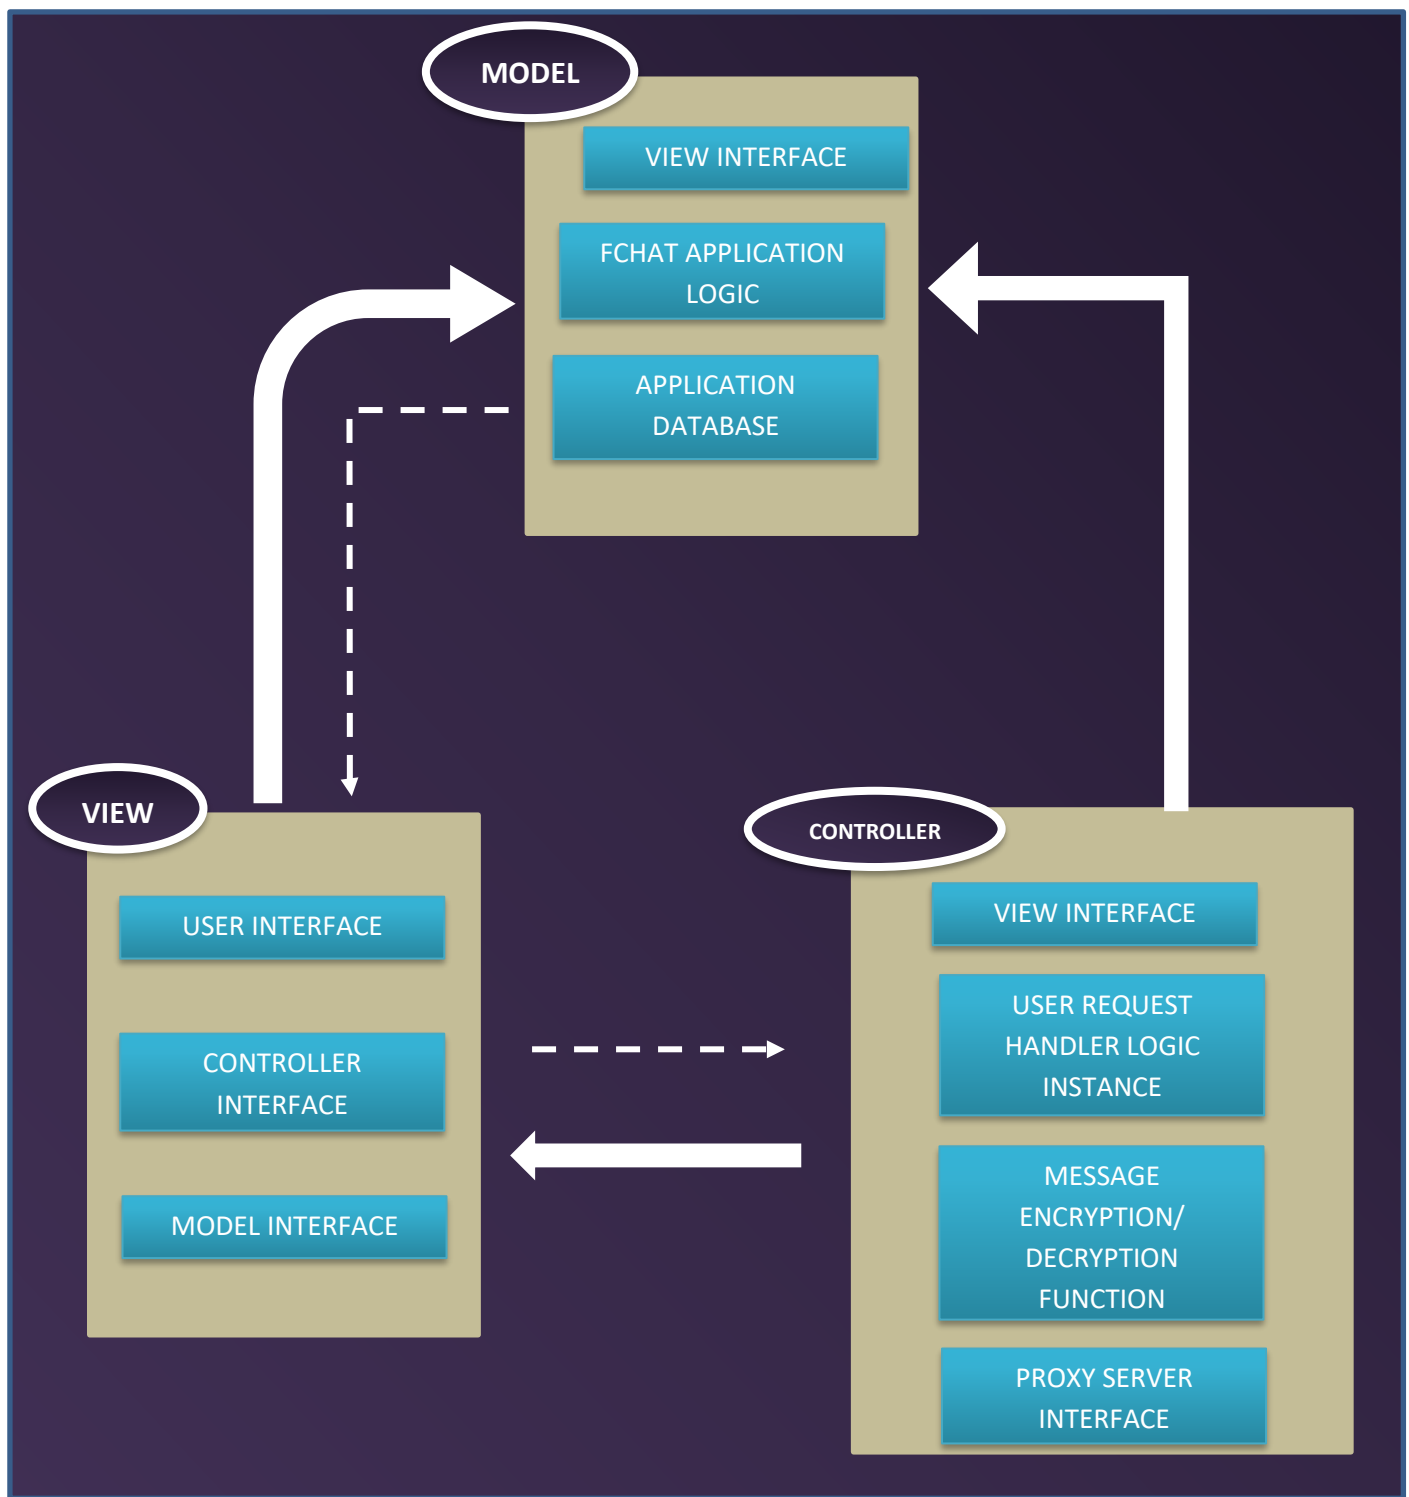 MODEL
VIEW INTERFACE
FCHAT APPLICATION
LOGIC
APPLICATION
DATABASE
VIEW
USER INTERFACE
CONTROLLER
INTERFACE
MODEL INTERFACE
CONTROLLER
VIEW INTERFACE
USER REQUEST
HANDLER LOGIC
INSTANCE
MESSAGE
ENCRYPTION/
DECRYPTION
FUNCTION
PROXY SERVER
INTERFACE